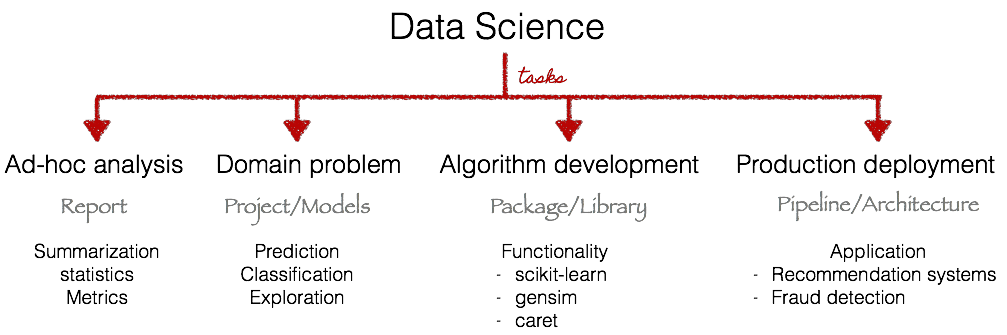 Data Science
tasks
Ad-hoc analysis
Report
Summarization
statistics
Metrics
Domain problem
Project/Models
Prediction
Classification
Exploration
Algorithm development
Package/Library
Functionality
- scikit-learn
- gensim
- caret
Production deployment
Pipeline/Architecture
Application
- Recommendation systems
- Fraud detection